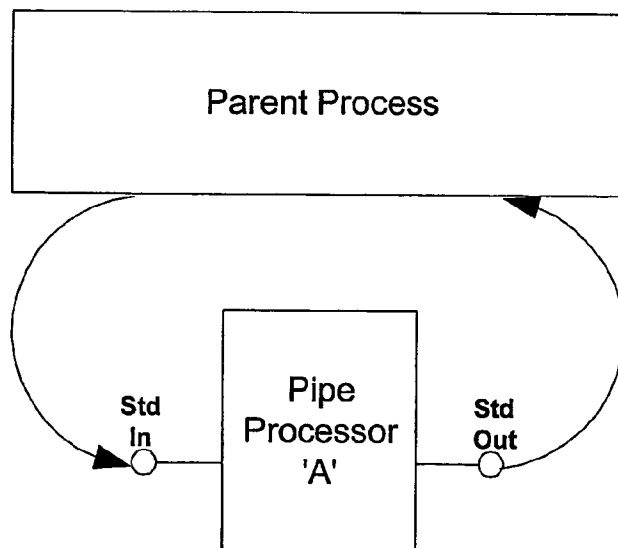 Parent Process
Std
In
Pipe
Processor
'A'
Std
Out